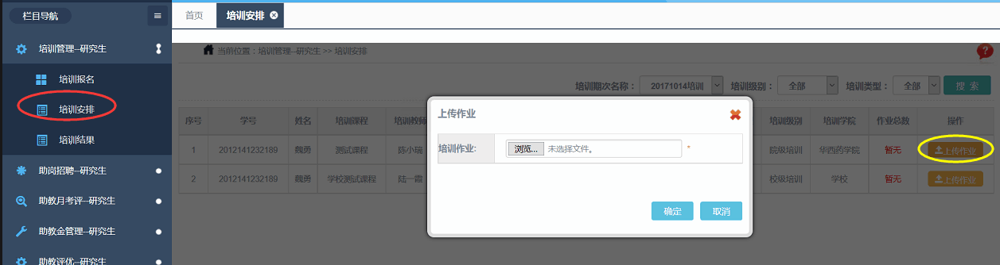 栏目导航
首页
培训安排
培训管理--研究生
当前位置：培训管理--研究生 >> 培训安排
培训报名
培训安排
培训结果
助岗招聘--研究生
助教月考评--研究生
助教金管理--研究生
助教评优--研究生
培训期次名称： 20171014培训 培训级别： 全部 培训类型： 全部 搜 索
序号 学号 姓名 培训课程 培训教师 培训级别 培训学院 作业总数 操作
1 2012141232189 魏勇 测试课程 陈小瑞 院级培训 华西药学院 暂无 上传作业
2 2012141232189 魏勇 学校测试课程 陆一霞 校级培训 学校 暂无 上传作业
上传作业
培训作业: 浏览... 未选择文件。 *
确定 取消